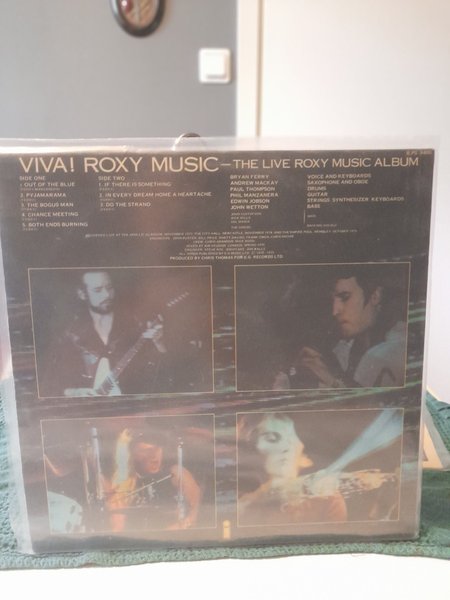 VIVA! ROXY MUSIC—THE LIVE ROXY MUSIC ALBUM
SIDE ONE
1. OUT OF THE BLUE
2. PYJAMARAMA
3. THE BOGUS MAN
4. CHANCE MEETING
5. BOTH ENDS BURNING
SIDE TWO
1. IF THERE IS SOMETHING
2. IN EVERY DREAM HOME A HEARTACHE
3. DO THE STRAND
BRYAN FERRY VOICE AND KEYBOARDS
ANDREW MACKAY SAXOPHONE AND OBOE
PAUL THOMPSON DRUMS
PHIL MANZANERA GUITAR
EDWIN JOBSON STRINGS, SYNTHESIZER, KEYBOARDS
JOHN WETTON BASS
PRODUCED BY CHRIS THOMAS FOR E.G. RECORDS LTD.